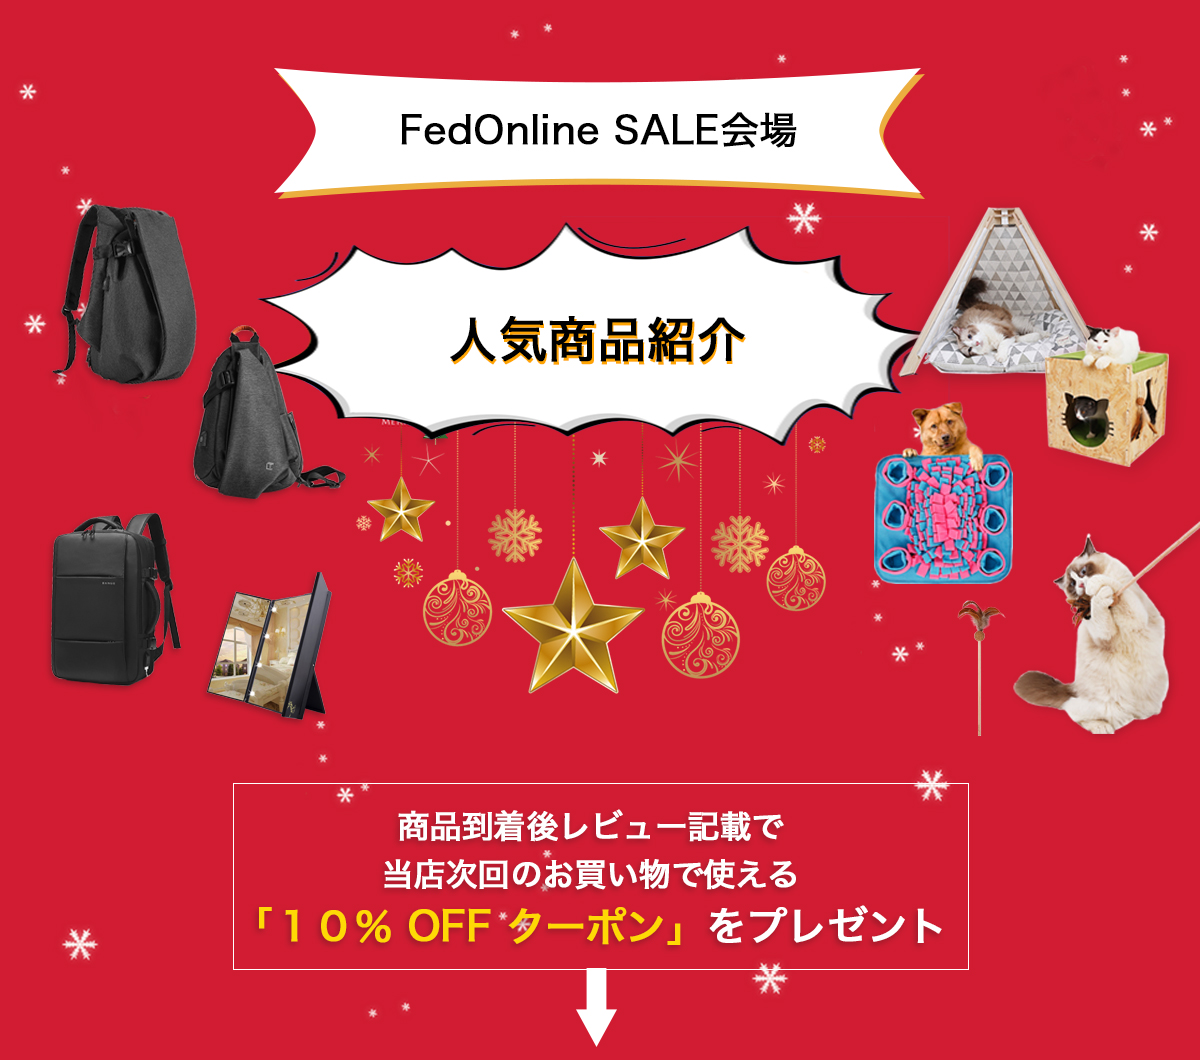 FedOnline SALE会場
人気商品紹介
商品到着後レビュー記載で
当店次回のお買い物で使える
「１０％ OFF クーポン」をプレゼント